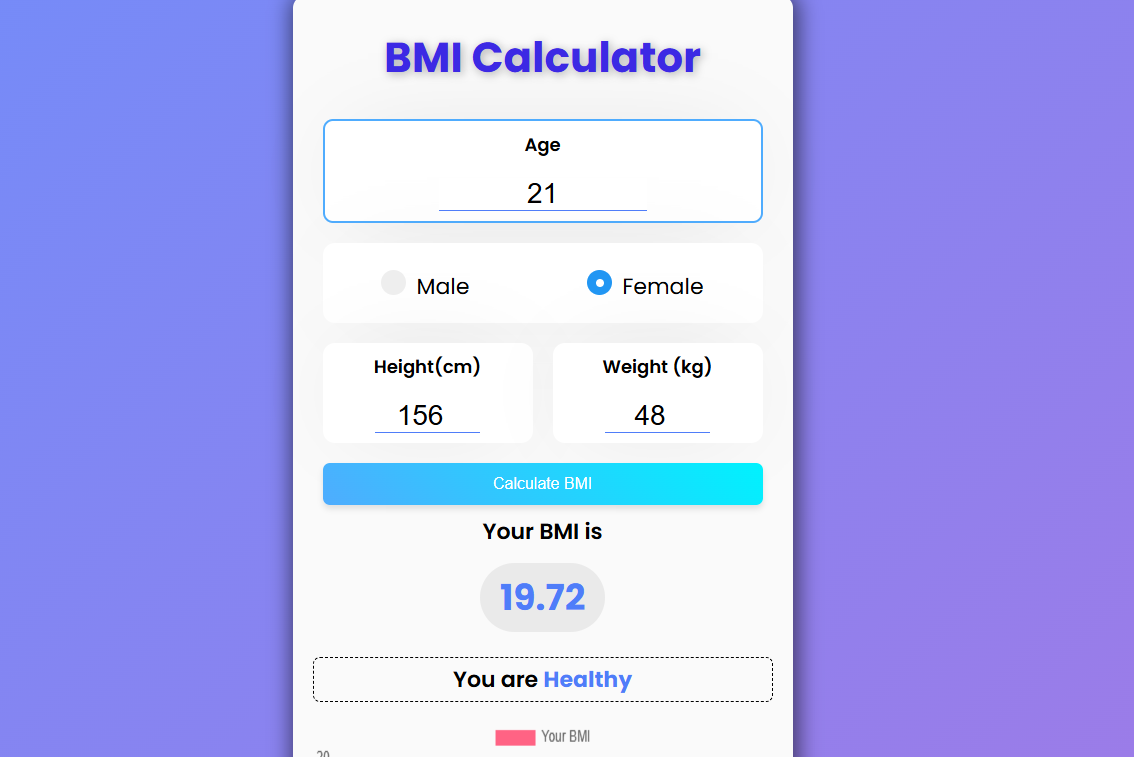 BMI Calculator
Age
21
Male Female
Height(cm) Weight (kg)
156 48
Calculate BMI
Your BMI is
19.72
You are Healthy
Your BMI
20